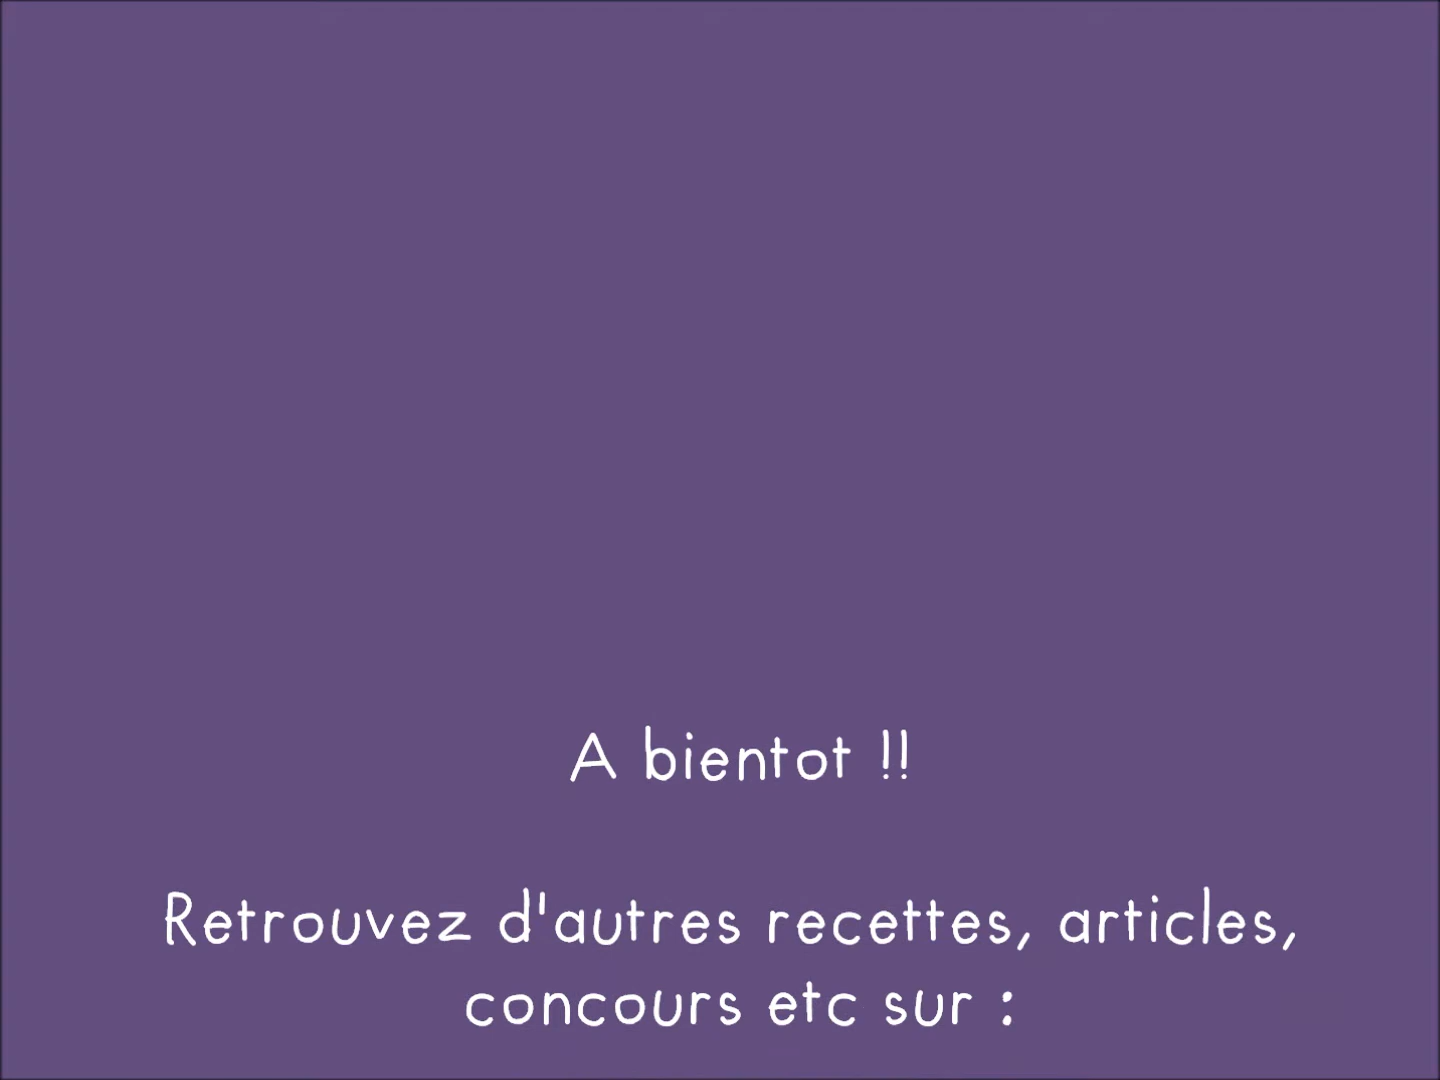 A bientot !!
Retrouvez d'autres recettes, articles,
concours etc sur :